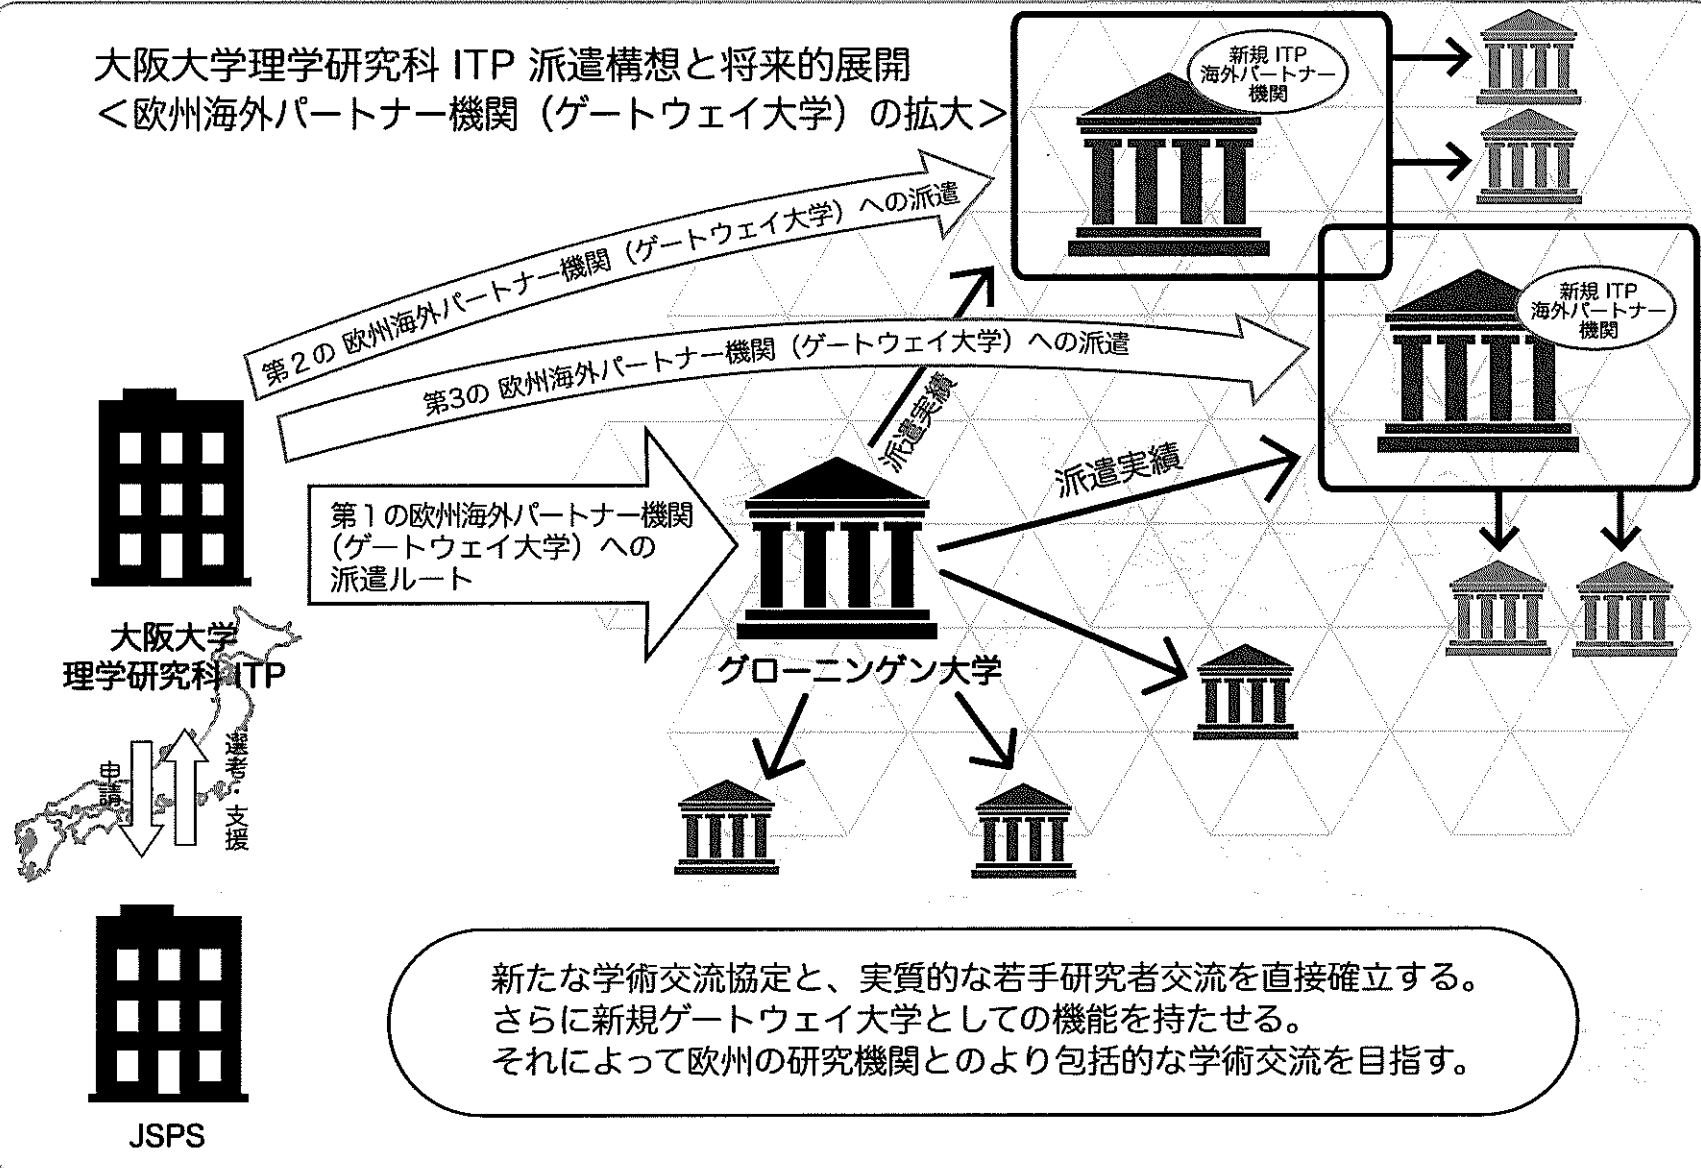 大阪大学理学研究科 ITP 派遣構想と将来的展開
＜欧州海外パートナー機関（ゲートウェイ大学）の拡大＞
新規 ITP
海外パートナー
機関
第２の 欧州海外パートナー機関（ゲートウェイ大学）への派遣
新規 ITP
海外パートナー
機関
第3の 欧州海外パートナー機関（ゲートウェイ大学）への派遣
派遣実績
派遣実績
第１の欧州海外パートナー機関
（ゲートウェイ大学）への
派遣ルート
大阪大学
理学研究科 ITP
グローニンゲン大学
申請
選考・支援
JSPS
新たな学術交流協定と、実質的な若手研究者交流を直接確立する。
さらに新規ゲートウェイ大学としての機能を持たせる。
それによって欧州の研究機関とのより包括的な学術交流を目指す。